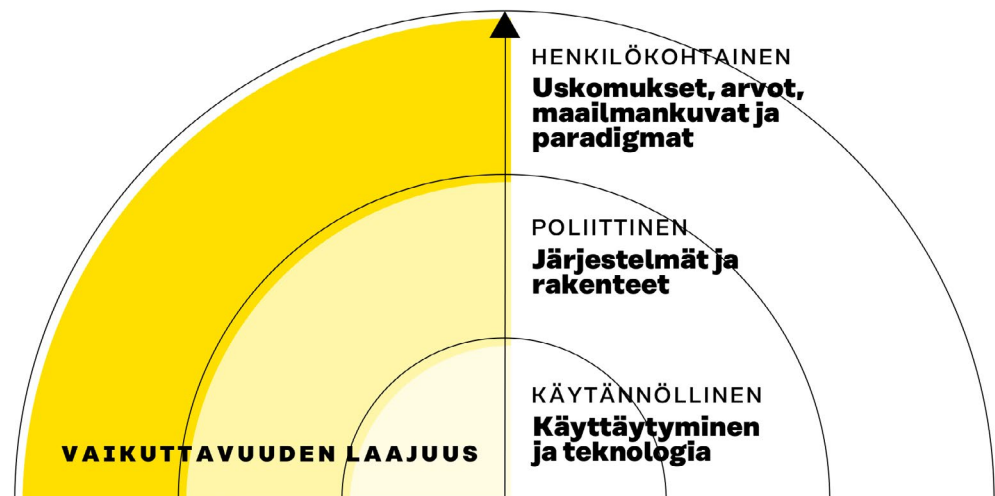 HENKILÖKOHTAINEN
Uskomukset, arvot,
maailmankuvat ja
paradigmat
POLIITTINEN
Järjestelmät ja
rakenteet
KÄYTÄNNÖLLINEN
Käyttäytyminen
ja teknologia
VAIKUTTAVUUDEN LAAJUUS